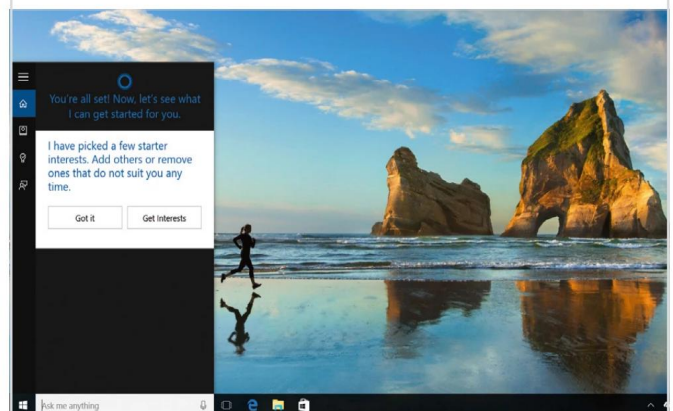 You're all set! Now, let's see what
I can get started for you.
I have picked a few starter
interests. Add others or remove
ones that do not suit you any
time.
Got it
Get Interests
Ask me anything